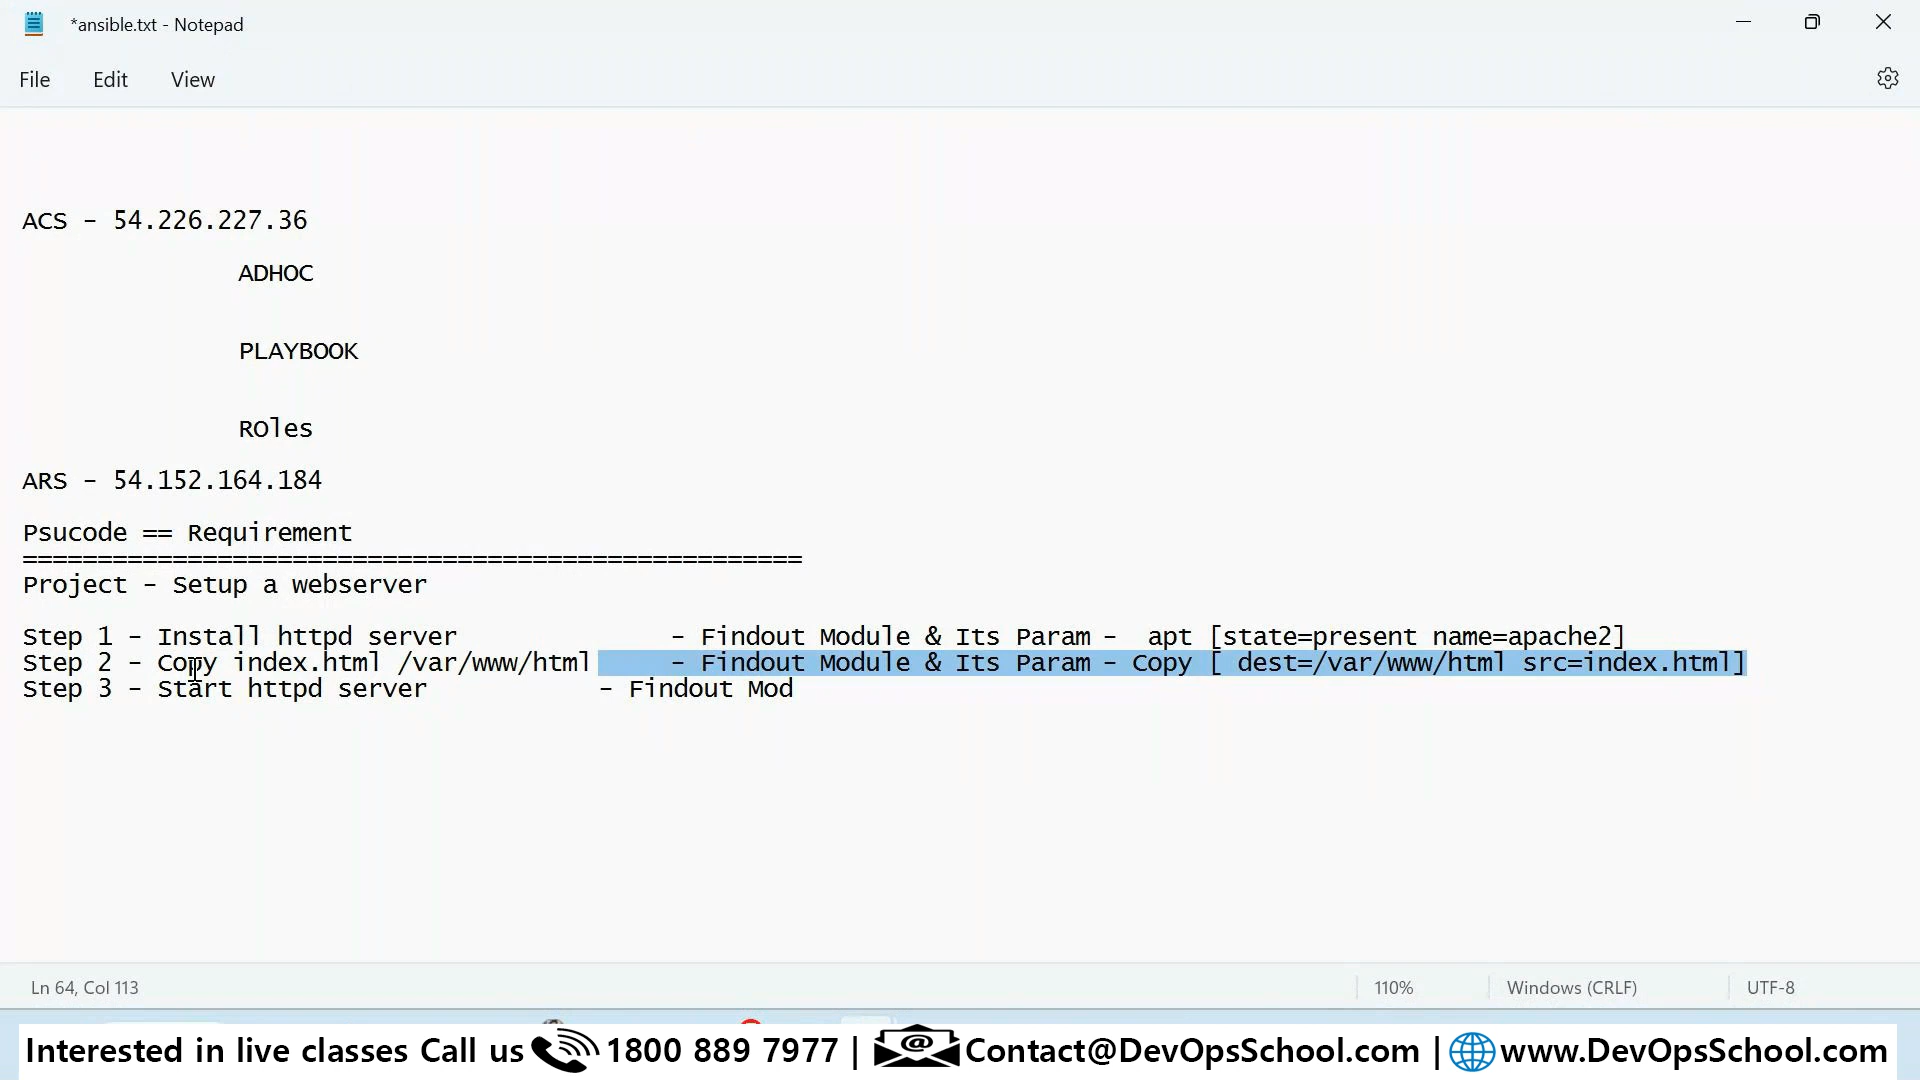 *ansible.txt - Notepad
File Edit View
ACS - 54.226.227.36
ADHOC
PLAYBOOK
ROles
ARS - 54.152.164.184
Psucode == Requirement
====================================================
Project - Setup a webserver
Step 1 - Install httpd server - Findout Module & Its Param - apt [state=present name=apache2]
Step 2 - Copy index.html /var/www/html - Findout Module & Its Param - Copy [ dest=/var/www/html src=index.html]
Step 3 - Start httpd server - Findout Mod
Ln 64, Col 113 110% Windows (CRLF) UTF-8
Interested in live classes Call us 1800 889 7977 | Contact@DevOpsSchool.com | www.DevOpsSchool.com